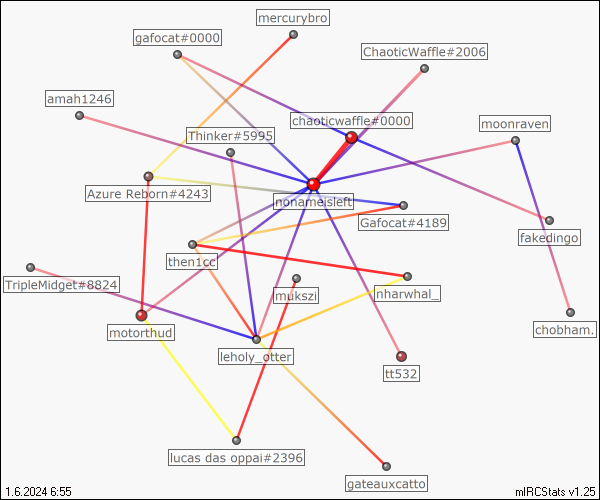 mercurybro
gafocat#0000
ChaoticWaffle#2006
amah1246
chaoticwaffle#0000
moonraven
Thinker#5995
Azure Reborn#4243
nonameisleft
Gafocat#4189
fakedingo
then1cc
TripleMidget#8824
mukszi
nharwhal_
motorthud
chobham.
leholy_otter
tt532
lucas das oppai#2396
gateauxcatto
1.6.2024 6:55
mIRCStats v1.25